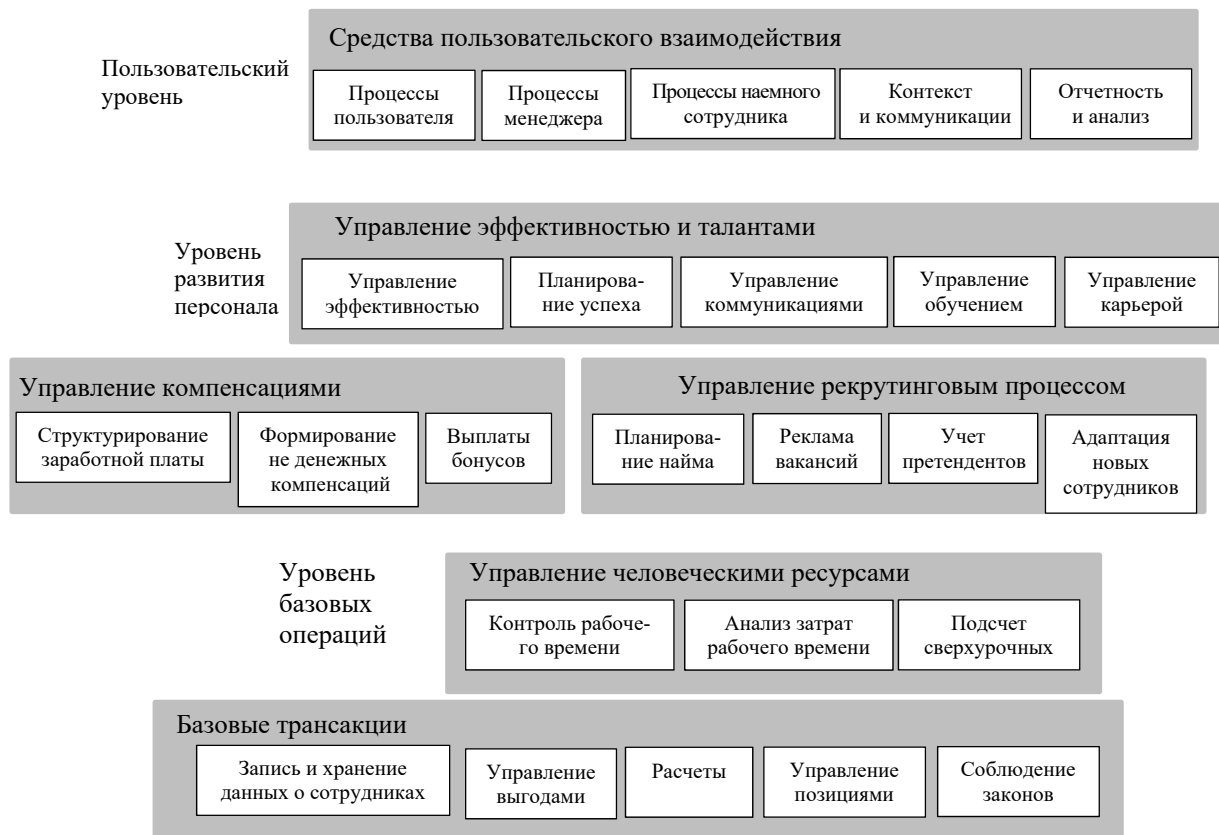 Средства пользовательского взаимодействия
Пользовательский
уровень
Процессы
пользователя
Процессы
менеджера
Процессы наемного
сотрудника
Контекст
и коммуникации
Отчетность
и анализ
Управление эффективностью и талантами
Уровень
развития
персонала
Управление
эффективностью
Планирова-
ние успеха
Управление
коммуникациями
Управление
обучением
Управление
карьерой
Управление компенсациями
Структурирование
заработной платы
Формирование
не денежных
компенсаций
Выплаты
бонусов
Управление рекрутинговым процессом
Планирова-
ние найма
Реклама
вакансий
Учет
претендентов
Адаптация
новых
сотрудников
Уровень
базовых
операций
Управление человеческими ресурсами
Контроль рабоче-
го времени
Анализ затрат
рабочего времени
Подсчет
сверхурочных
Базовые трансакции
Запись и хранение
данных о сотрудниках
Управление
выгодами
Расчеты
Управление
позициями
Соблюдение
законов